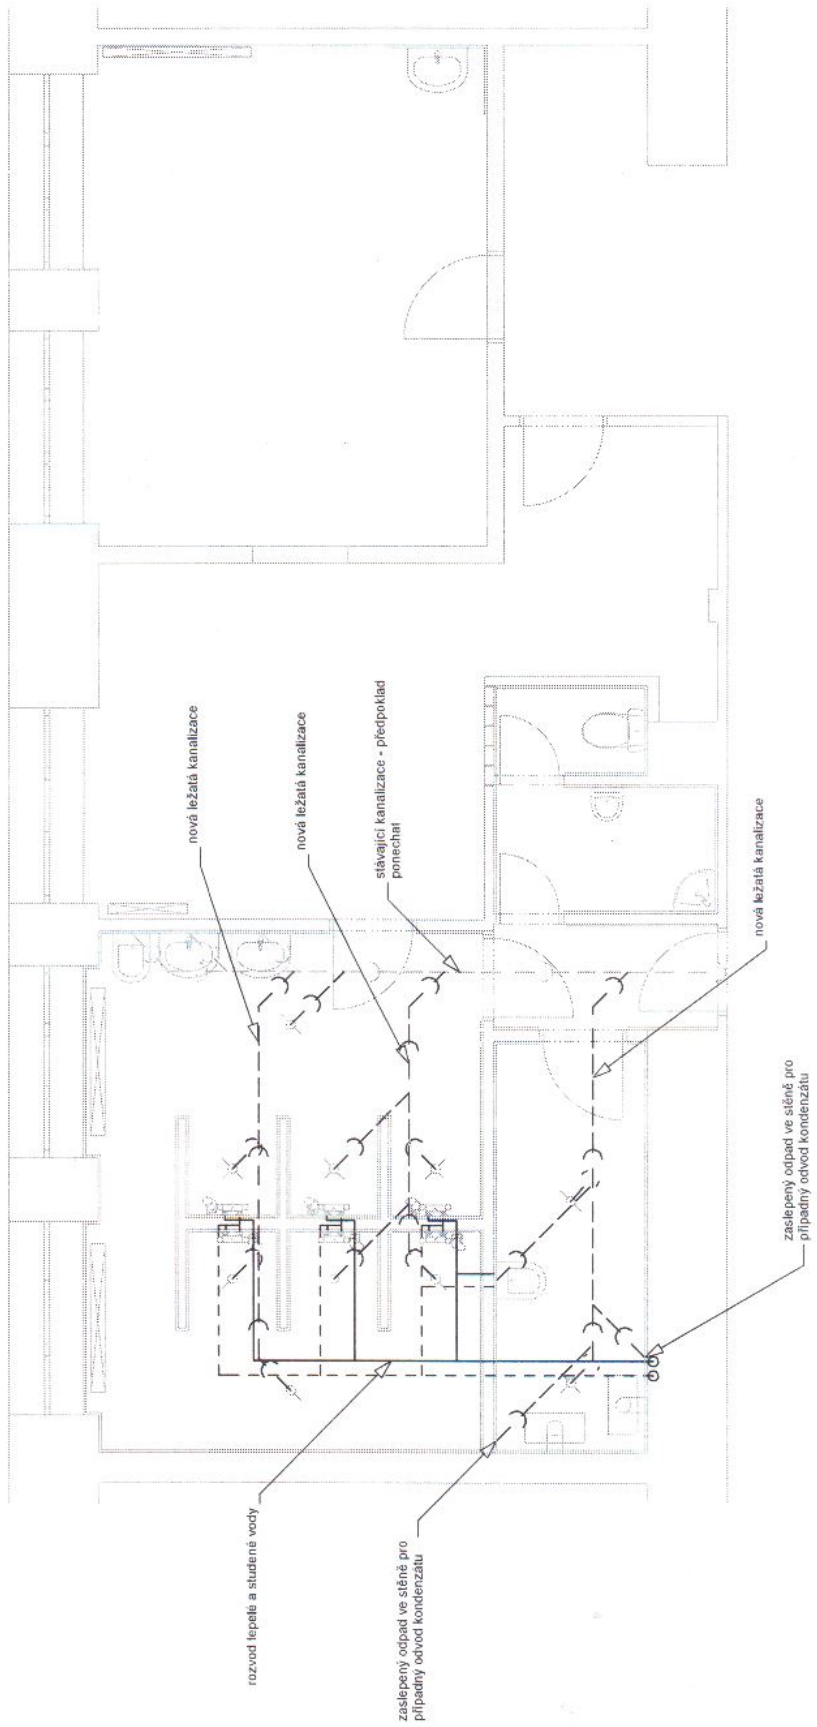 nová ležatá kanalizace
nová ležatá kanalizace
stávající kanalizace - předpoklad
ponechat
nová ležatá kanalizace
zaslepený odpad ve stěně pro
případný odvod kondenzátu
rozvod teplé a studené vody
zaslepený odpad ve stěně pro
případný odvod kondenzátu